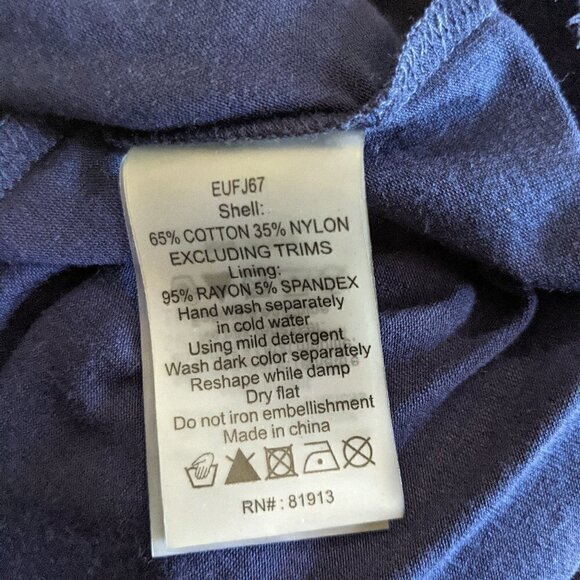 EUFJ67
Shell:
65% COTTON 35% NYLON
EXCLUDING TRIMS
Lining:
95% RAYON 5% SPANDEX
Hand wash separately
in cold water
Using mild detergent
Wash dark color separately
Reshape while damp
Dry flat
Do not iron embellishment
Made in china
RN# : 81913